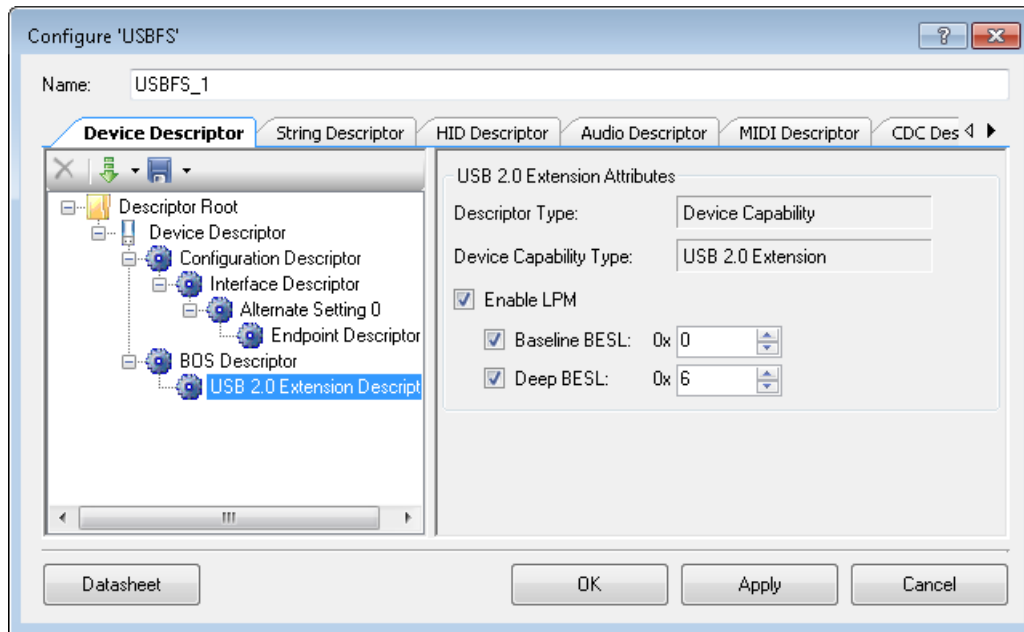 Configure 'USBFS'
Name: USBFS_1
Device Descriptor String Descriptor HID Descriptor Audio Descriptor MIDI Descriptor CDC Des
Descriptor Root
Device Descriptor
Configuration Descriptor
Interface Descriptor
Alternate Setting 0
Endpoint Descriptor
BOS Descriptor
USB 2.0 Extension Descript
USB 2.0 Extension Attributes
Descriptor Type: Device Capability
Device Capability Type: USB 2.0 Extension
Enable LPM
Baseline BESL: 0x 0
Deep BESL: 0x 6
Datasheet OK Apply Cancel